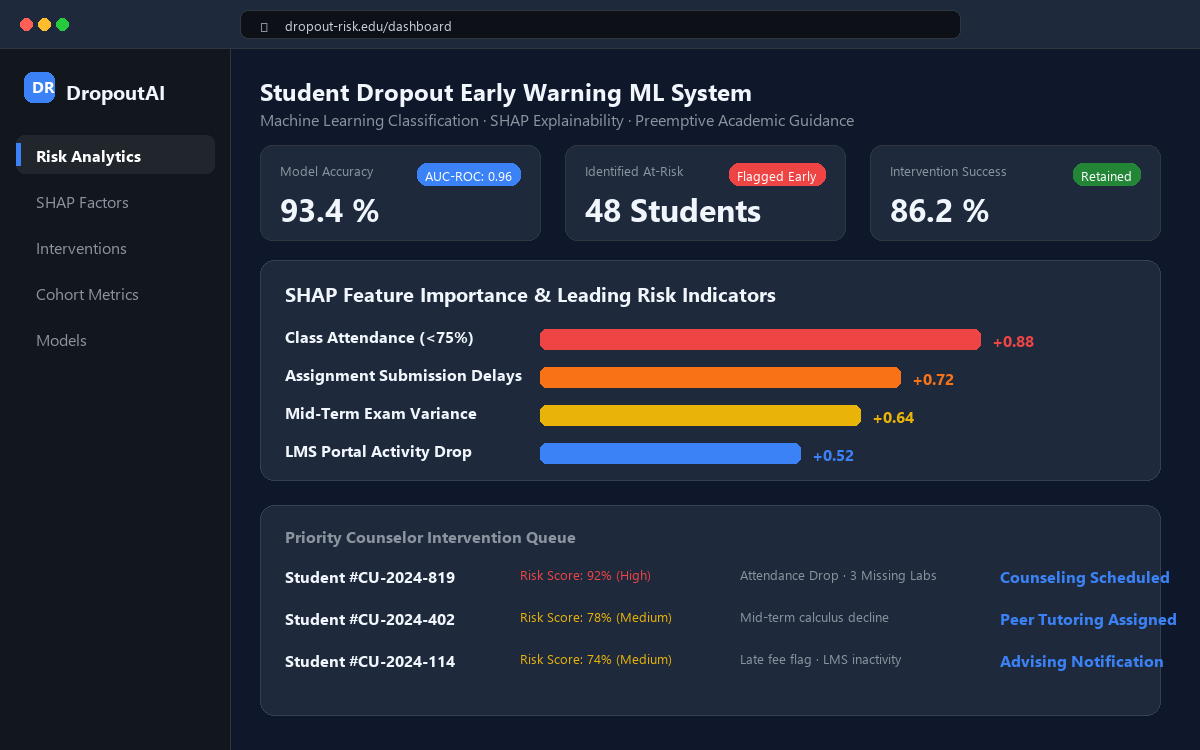 dropout-risk.edu/dashboard
DR DropoutAI
Risk Analytics
SHAP Factors
Interventions
Cohort Metrics
Models
Student Dropout Early Warning ML System
Machine Learning Classification · SHAP Explainability · Preemptive Academic Guidance
Model Accuracy AUC-ROC: 0.96
93.4 %
Identified At-Risk Flagged Early
48 Students
Intervention Success Retained
86.2 %
SHAP Feature Importance & Leading Risk Indicators
Class Attendance (<75%) +0.88
Assignment Submission Delays +0.72
Mid-Term Exam Variance +0.64
LMS Portal Activity Drop +0.52
Priority Counselor Intervention Queue
Student #CU-2024-819 Risk Score: 92% (High) Attendance Drop · 3 Missing Labs Counseling Scheduled
Student #CU-2024-402 Risk Score: 78% (Medium) Mid-term calculus decline Peer Tutoring Assigned
Student #CU-2024-114 Risk Score: 74% (Medium) Late fee flag · LMS inactivity Advising Notification